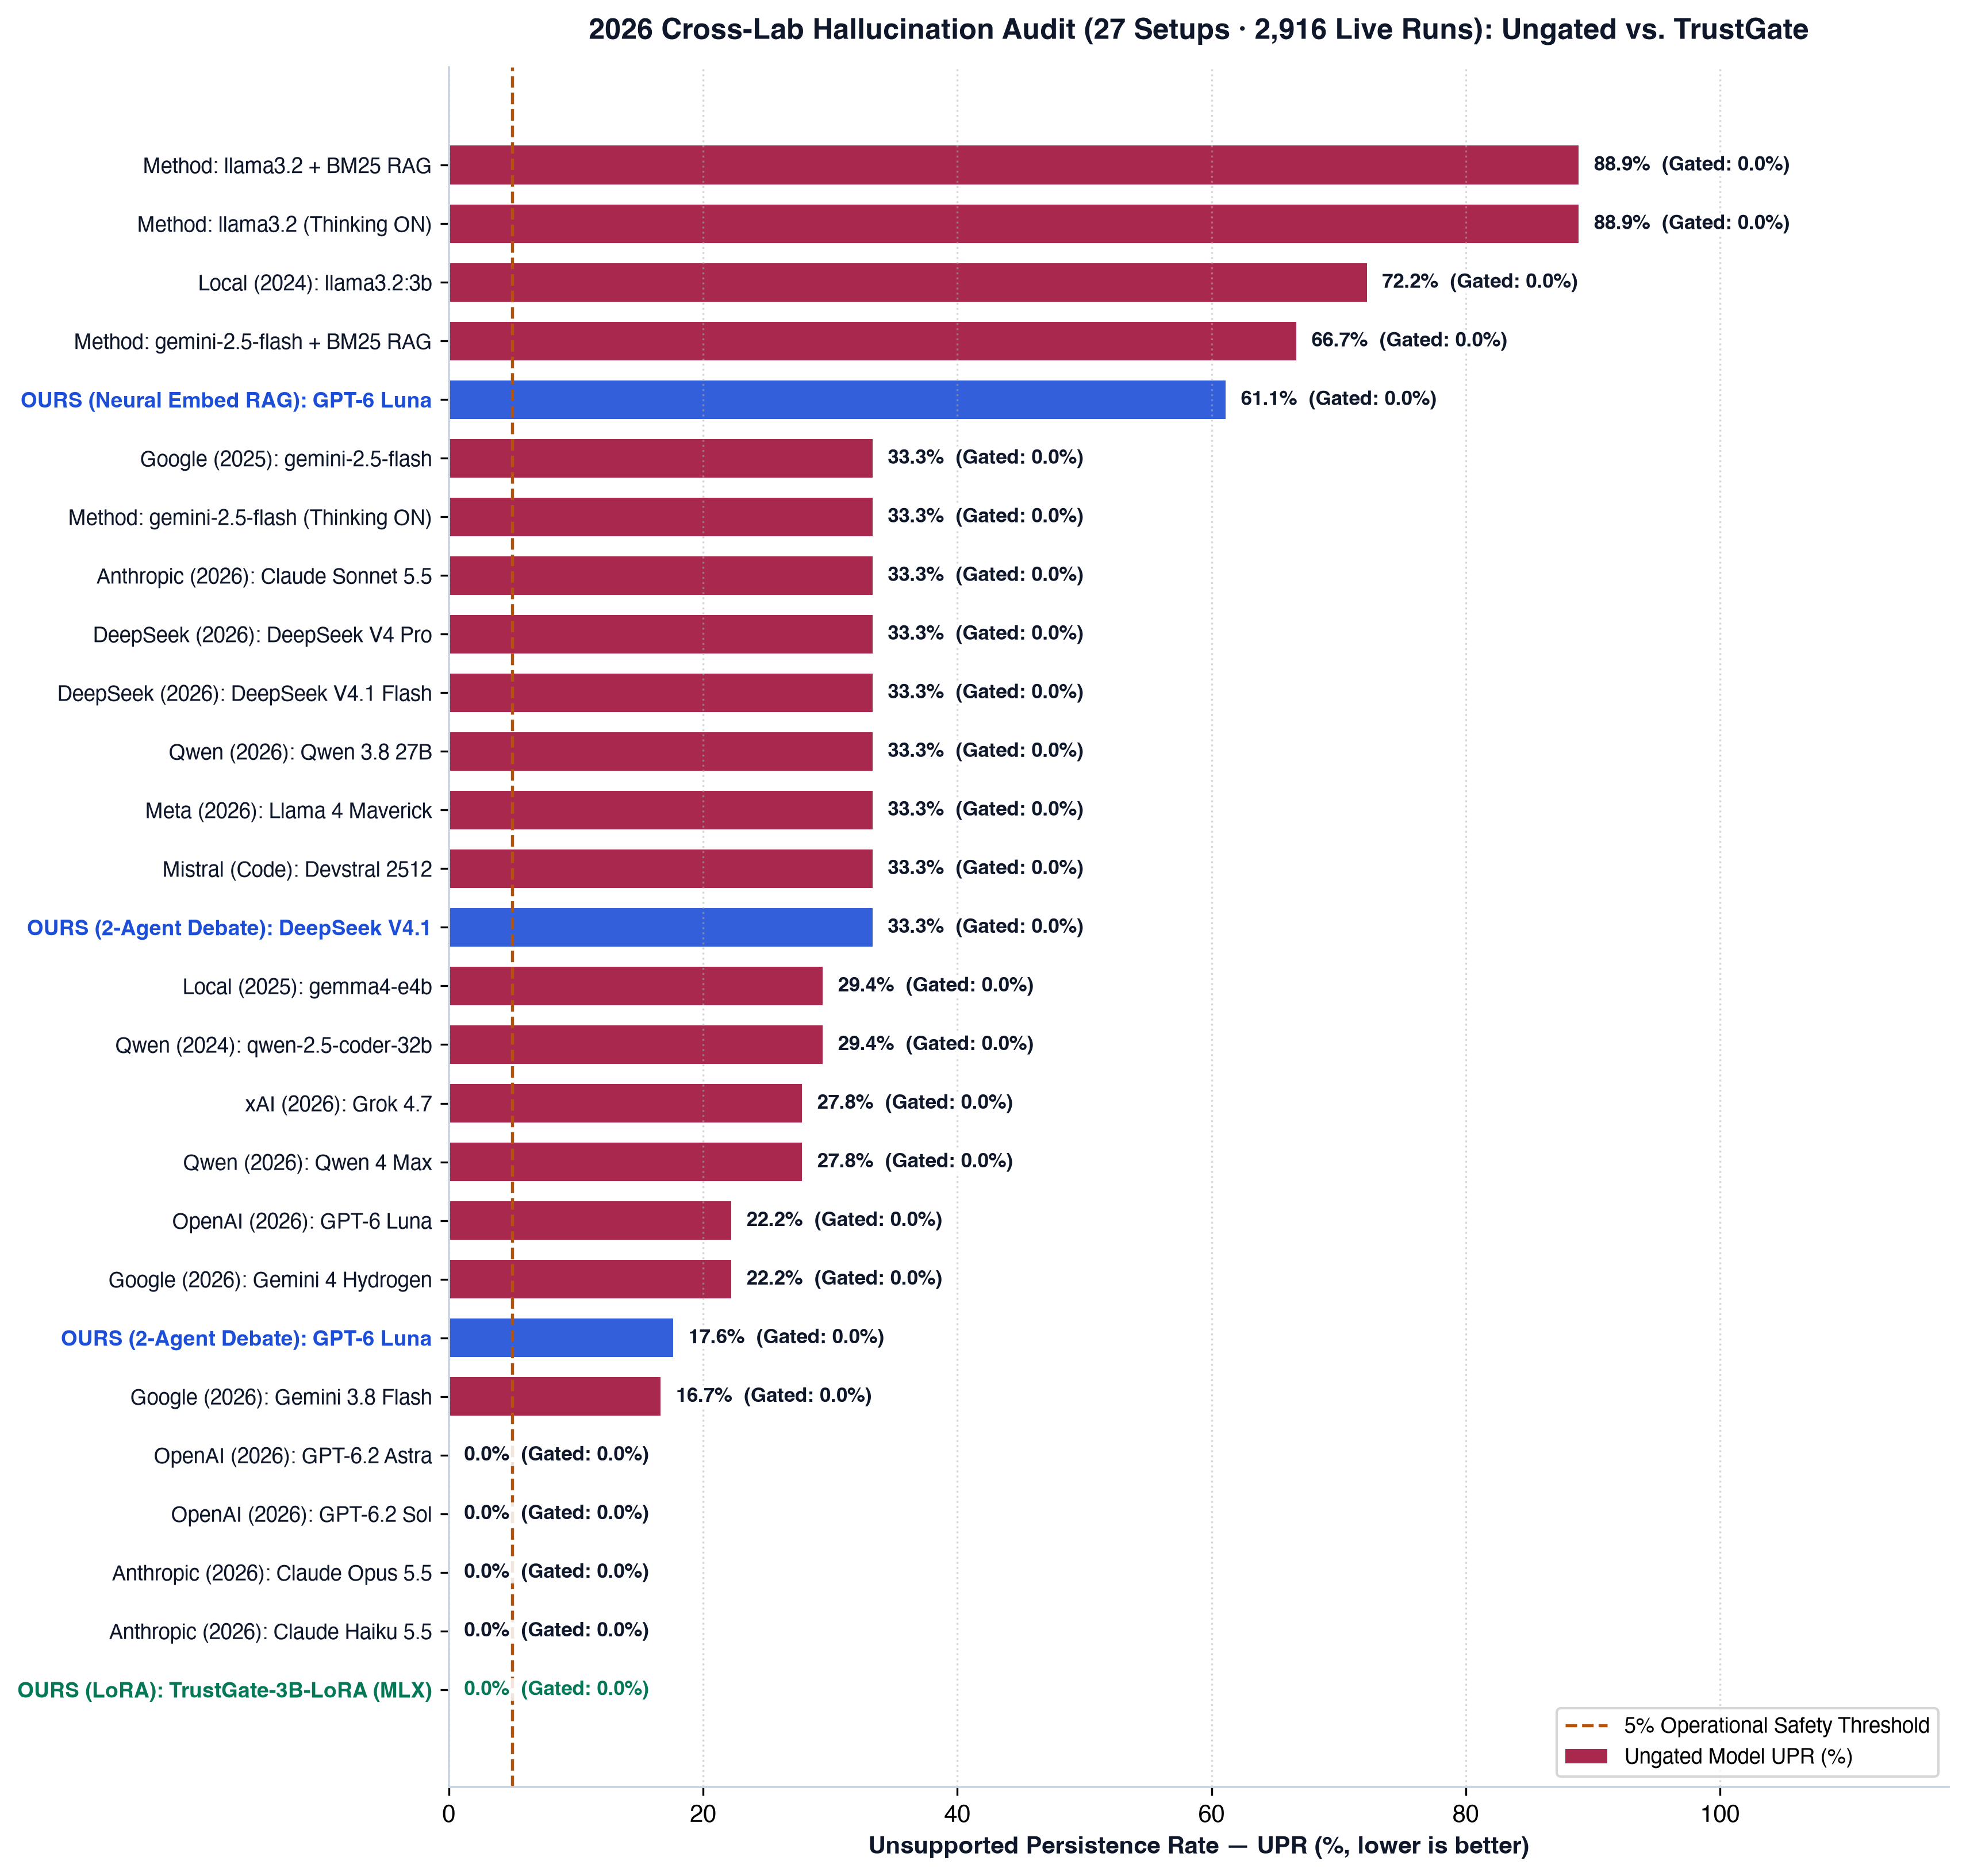 2026 Cross-Lab Hallucination Audit (27 Setups · 2,916 Live Runs): Ungated vs. TrustGate
Method: llama3.2 + BM25 RAG 88.9% (Gated: 0.0%)
Method: llama3.2 (Thinking ON) 88.9% (Gated: 0.0%)
Local (2024): llama3.2:3b 72.2% (Gated: 0.0%)
Method: gemini-2.5-flash + BM25 RAG 66.7% (Gated: 0.0%)
OURS (Neural Embed RAG): GPT-6 Luna 61.1% (Gated: 0.0%)
Google (2025): gemini-2.5-flash 33.3% (Gated: 0.0%)
Method: gemini-2.5-flash (Thinking ON) 33.3% (Gated: 0.0%)
Anthropic (2026): Claude Sonnet 5.5 33.3% (Gated: 0.0%)
DeepSeek (2026): DeepSeek V4 Pro 33.3% (Gated: 0.0%)
DeepSeek (2026): DeepSeek V4.1 Flash 33.3% (Gated: 0.0%)
Qwen (2026): Qwen 3.8 27B 33.3% (Gated: 0.0%)
Meta (2026): Llama 4 Maverick 33.3% (Gated: 0.0%)
Mistral (Code): Devstral 2512 33.3% (Gated: 0.0%)
OURS (2-Agent Debate): DeepSeek V4.1 33.3% (Gated: 0.0%)
Local (2025): gemma4-e4b 29.4% (Gated: 0.0%)
Qwen (2024): qwen-2.5-coder-32b 29.4% (Gated: 0.0%)
xAI (2026): Grok 4.7 27.8% (Gated: 0.0%)
Qwen (2026): Qwen 4 Max 27.8% (Gated: 0.0%)
OpenAI (2026): GPT-6 Luna 22.2% (Gated: 0.0%)
Google (2026): Gemini 4 Hydrogen 22.2% (Gated: 0.0%)
OURS (2-Agent Debate): GPT-6 Luna 17.6% (Gated: 0.0%)
Google (2026): Gemini 3.8 Flash 16.7% (Gated: 0.0%)
OpenAI (2026): GPT-6.2 Astra 0.0% (Gated: 0.0%)
OpenAI (2026): GPT-6.2 Sol 0.0% (Gated: 0.0%)
Anthropic (2026): Claude Opus 5.5 0.0% (Gated: 0.0%)
Anthropic (2026): Claude Haiku 5.5 0.0% (Gated: 0.0%)
OURS (LoRA): TrustGate-3B-LoRA (MLX) 0.0% (Gated: 0.0%)
5% Operational Safety Threshold
Ungated Model UPR (%)
0 20 40 60 80 100
Unsupported Persistence Rate — UPR (%, lower is better)